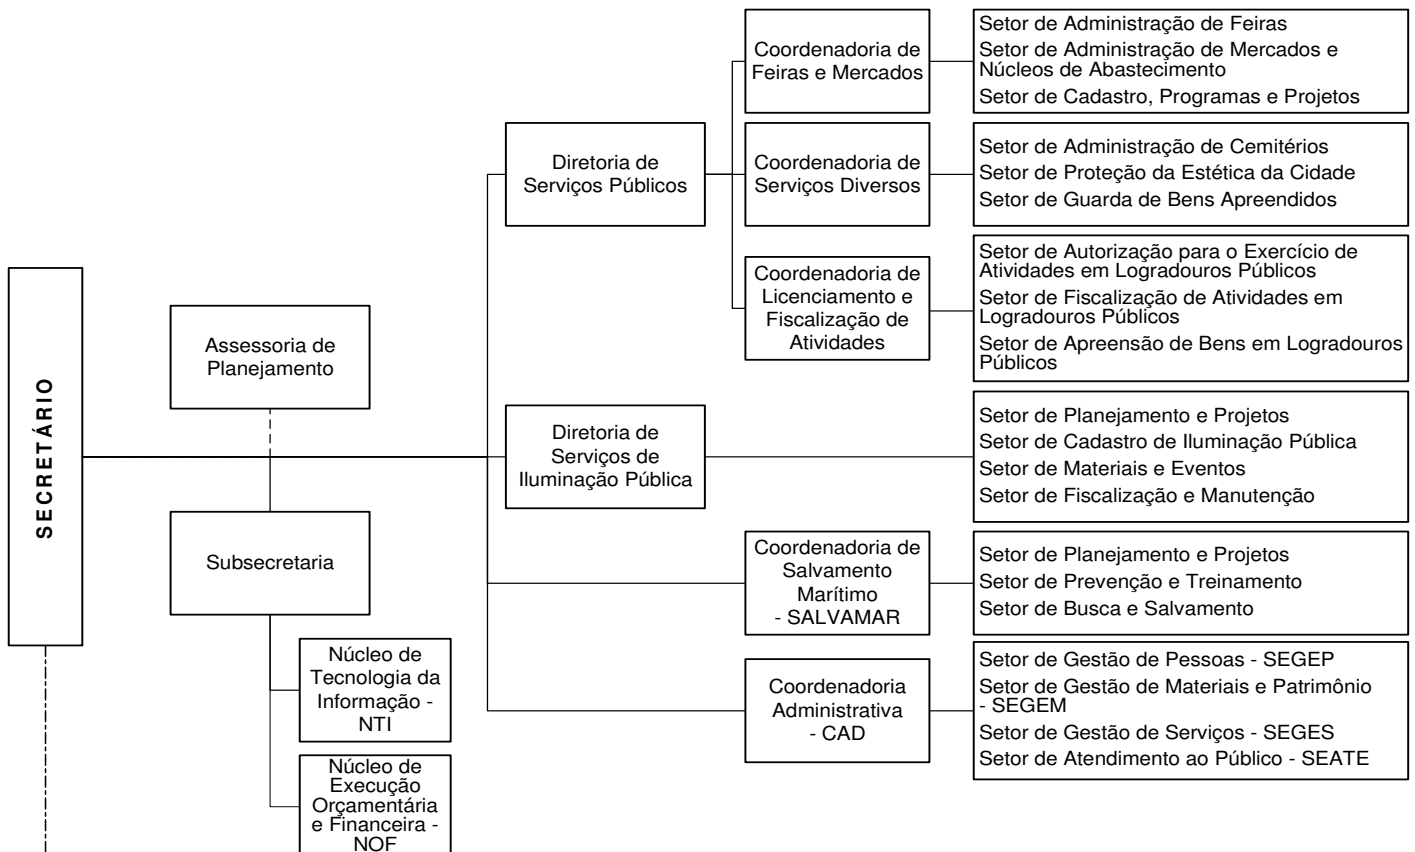 SECRETÁRIO
Assessoria de
Planejamento
Subsecretaria
Núcleo de
Tecnologia da
Informação -
NTI
Núcleo de
Execução
Orçamentária
e Financeira -
NOF
Diretoria de
Serviços Públicos
Coordenadoria de
Feiras e Mercados
Setor de Administração de Feiras
Setor de Administração de Mercados e
Núcleos de Abastecimento
Setor de Cadastro, Programas e Projetos
Coordenadoria de
Serviços Diversos
Setor de Administração de Cemitérios
Setor de Proteção da Estética da Cidade
Setor de Guarda de Bens Apreendidos
Coordenadoria de
Licenciamento e
Fiscalização de
Atividades
Setor de Autorização para o Exercício de
Atividades em Logradouros Públicos
Setor de Fiscalização de Atividades em
Logradouros Públicos
Setor de Apreensão de Bens em Logradouros
Públicos
Diretoria de
Serviços de
Iluminação Pública
Setor de Planejamento e Projetos
Setor de Cadastro de Iluminação Pública
Setor de Materiais e Eventos
Setor de Fiscalização e Manutenção
Coordenadoria de
Salvamento
Marítimo
- SALVAMAR
Setor de Planejamento e Projetos
Setor de Prevenção e Treinamento
Setor de Busca e Salvamento
Coordenadoria
Administrativa
- CAD
Setor de Gestão de Pessoas - SEGEP
Setor de Gestão de Materiais e Patrimônio
- SEGEM
Setor de Gestão de Serviços - SEGES
Setor de Atendimento ao Público - SEATE